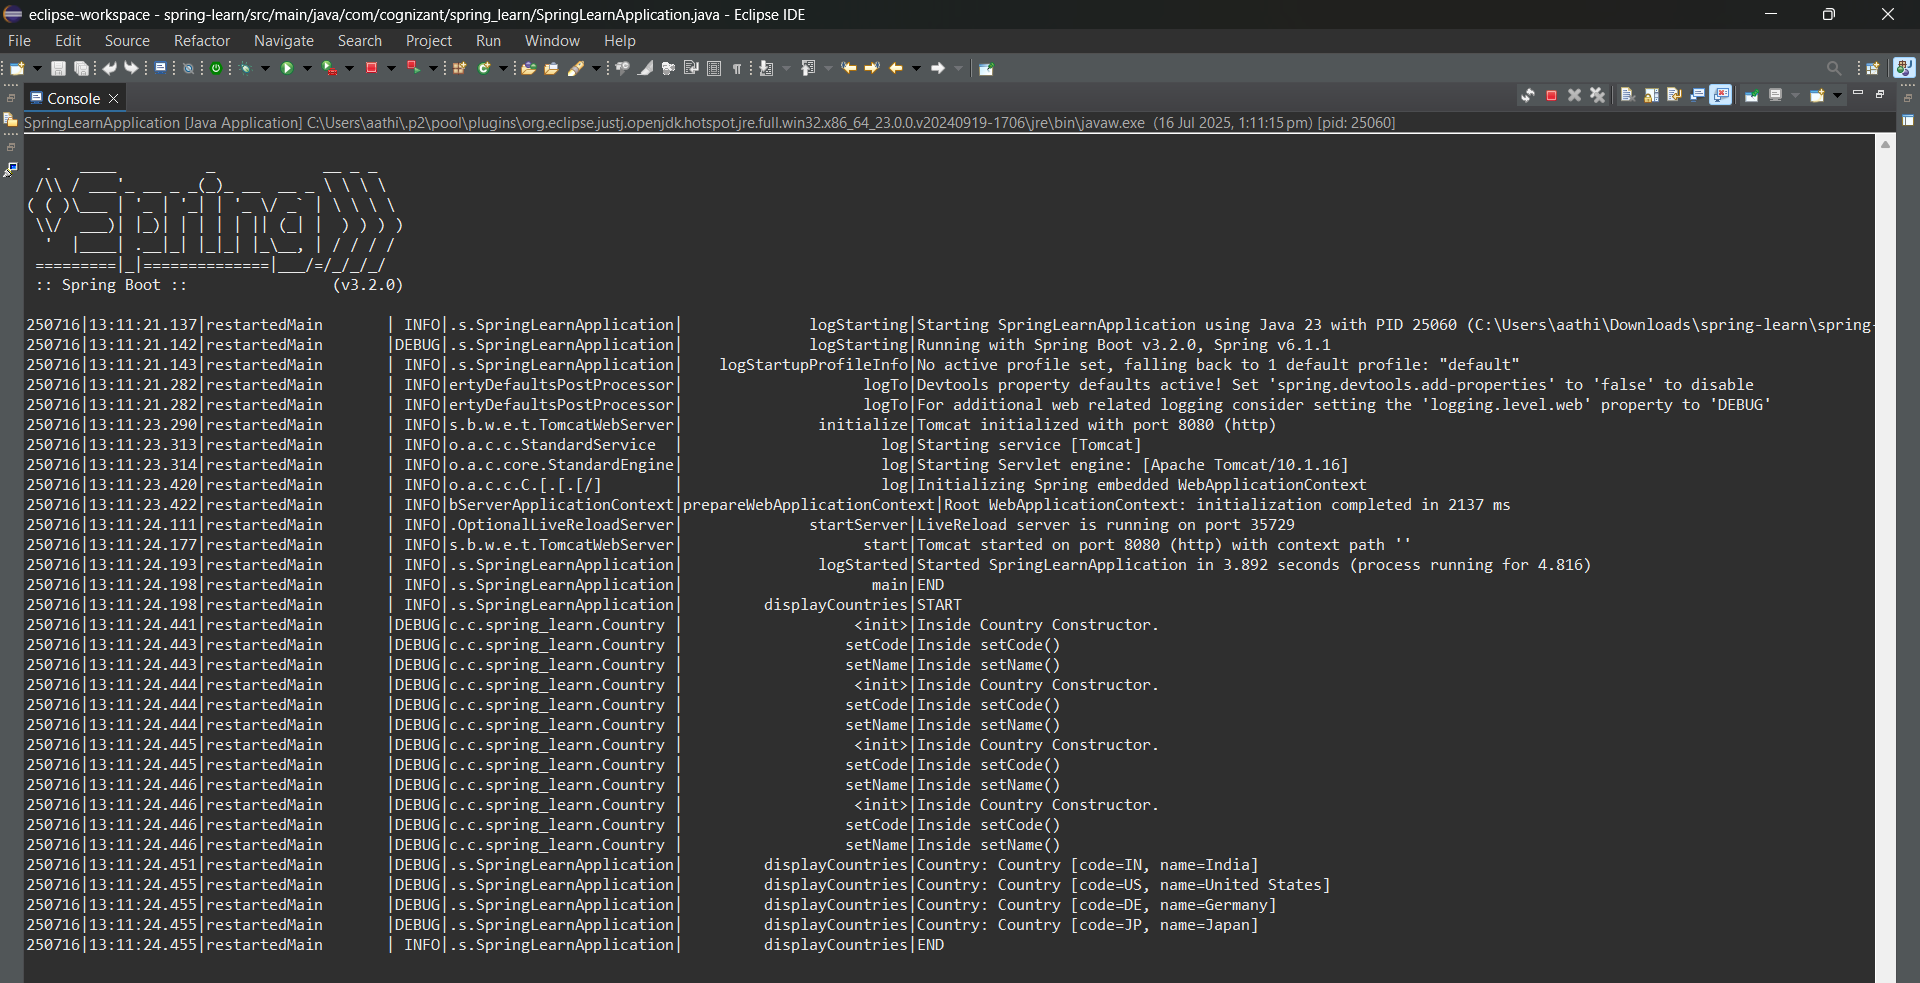 eclipse-workspace - spring-learn/src/main/java/com/cognizant/spring_learn/SpringLearnApplication.java - Eclipse IDE
File Edit Source Refactor Navigate Search Project Run Window Help
Console
SpringLearnApplication [Java Application] C:\Users\aathi\.p2\pool\plugins\org.eclipse.justj.openjdk.hotspot.jre.full.win32.x86_64_23.0.0.v20240919-1706\jre\bin\javaw.exe (16 Jul 2025, 1:11:15 pm) [pid: 25060]
  .   ____          _            __ _ _
 /\\ / ___'_ __ _ _(_)_ __  __ _ \ \ \ \
( ( )\___ | '_ | '_| | '_ \/ _` | \ \ \ \
 \\/  ___)| |_)| | | | | || (_| |  ) ) ) )
  '  |____| .__|_| |_|_| |_\__, | / / / /
 =========|_|==============|___/=/_/_/_/
 :: Spring Boot ::                (v3.2.0)
250716|13:11:21.137|restartedMain       | INFO|.s.SpringLearnApplication|              logStarting|Starting SpringLearnApplication using Java 23 with PID 25060 (C:\Users\aathi\Downloads\spring-learn\spring-
250716|13:11:21.142|restartedMain       |DEBUG|.s.SpringLearnApplication|              logStarting|Running with Spring Boot v3.2.0, Spring v6.1.1
250716|13:11:21.143|restartedMain       | INFO|.s.SpringLearnApplication|    logStartupProfileInfo|No active profile set, falling back to 1 default profile: "default"
250716|13:11:21.282|restartedMain       | INFO|ertyDefaultsPostProcessor|                    logTo|Devtools property defaults active! Set 'spring.devtools.add-properties' to 'false' to disable
250716|13:11:21.282|restartedMain       | INFO|ertyDefaultsPostProcessor|                    logTo|For additional web related logging consider setting the 'logging.level.web' property to 'DEBUG'
250716|13:11:23.290|restartedMain       | INFO|s.b.w.e.t.TomcatWebServer|               initialize|Tomcat initialized with port 8080 (http)
250716|13:11:23.313|restartedMain       | INFO|o.a.c.c.StandardService  |                      log|Starting service [Tomcat]
250716|13:11:23.314|restartedMain       | INFO|o.a.c.core.StandardEngine|                      log|Starting Servlet engine: [Apache Tomcat/10.1.16]
250716|13:11:23.420|restartedMain       | INFO|o.a.c.c.C.[.[.[/]        |                      log|Initializing Spring embedded WebApplicationContext
250716|13:11:23.422|restartedMain       | INFO|bServerApplicationContext|prepareWebApplicationContext|Root WebApplicationContext: initialization completed in 2137 ms
250716|13:11:24.111|restartedMain       | INFO|.OptionalLiveReloadServer|              startServer|LiveReload server is running on port 35729
250716|13:11:24.177|restartedMain       | INFO|s.b.w.e.t.TomcatWebServer|                    start|Tomcat started on port 8080 (http) with context path ''
250716|13:11:24.193|restartedMain       | INFO|.s.SpringLearnApplication|               logStarted|Started SpringLearnApplication in 3.892 seconds (process running for 4.816)
250716|13:11:24.198|restartedMain       | INFO|.s.SpringLearnApplication|                     main|END
250716|13:11:24.198|restartedMain       | INFO|.s.SpringLearnApplication|         displayCountries|START
250716|13:11:24.441|restartedMain       |DEBUG|c.c.spring_learn.Country |                   <init>|Inside Country Constructor.
250716|13:11:24.443|restartedMain       |DEBUG|c.c.spring_learn.Country |                  setCode|Inside setCode()
250716|13:11:24.443|restartedMain       |DEBUG|c.c.spring_learn.Country |                  setName|Inside setName()
250716|13:11:24.444|restartedMain       |DEBUG|c.c.spring_learn.Country |                   <init>|Inside Country Constructor.
250716|13:11:24.444|restartedMain       |DEBUG|c.c.spring_learn.Country |                  setCode|Inside setCode()
250716|13:11:24.444|restartedMain       |DEBUG|c.c.spring_learn.Country |                  setName|Inside setName()
250716|13:11:24.445|restartedMain       |DEBUG|c.c.spring_learn.Country |                   <init>|Inside Country Constructor.
250716|13:11:24.445|restartedMain       |DEBUG|c.c.spring_learn.Country |                  setCode|Inside setCode()
250716|13:11:24.446|restartedMain       |DEBUG|c.c.spring_learn.Country |                  setName|Inside setName()
250716|13:11:24.446|restartedMain       |DEBUG|c.c.spring_learn.Country |                   <init>|Inside Country Constructor.
250716|13:11:24.446|restartedMain       |DEBUG|c.c.spring_learn.Country |                  setCode|Inside setCode()
250716|13:11:24.446|restartedMain       |DEBUG|c.c.spring_learn.Country |                  setName|Inside setName()
250716|13:11:24.451|restartedMain       |DEBUG|.s.SpringLearnApplication|         displayCountries|Country: Country [code=IN, name=India]
250716|13:11:24.455|restartedMain       |DEBUG|.s.SpringLearnApplication|         displayCountries|Country: Country [code=US, name=United States]
250716|13:11:24.455|restartedMain       |DEBUG|.s.SpringLearnApplication|         displayCountries|Country: Country [code=DE, name=Germany]
250716|13:11:24.455|restartedMain       |DEBUG|.s.SpringLearnApplication|         displayCountries|Country: Country [code=JP, name=Japan]
250716|13:11:24.455|restartedMain       | INFO|.s.SpringLearnApplication|         displayCountries|END